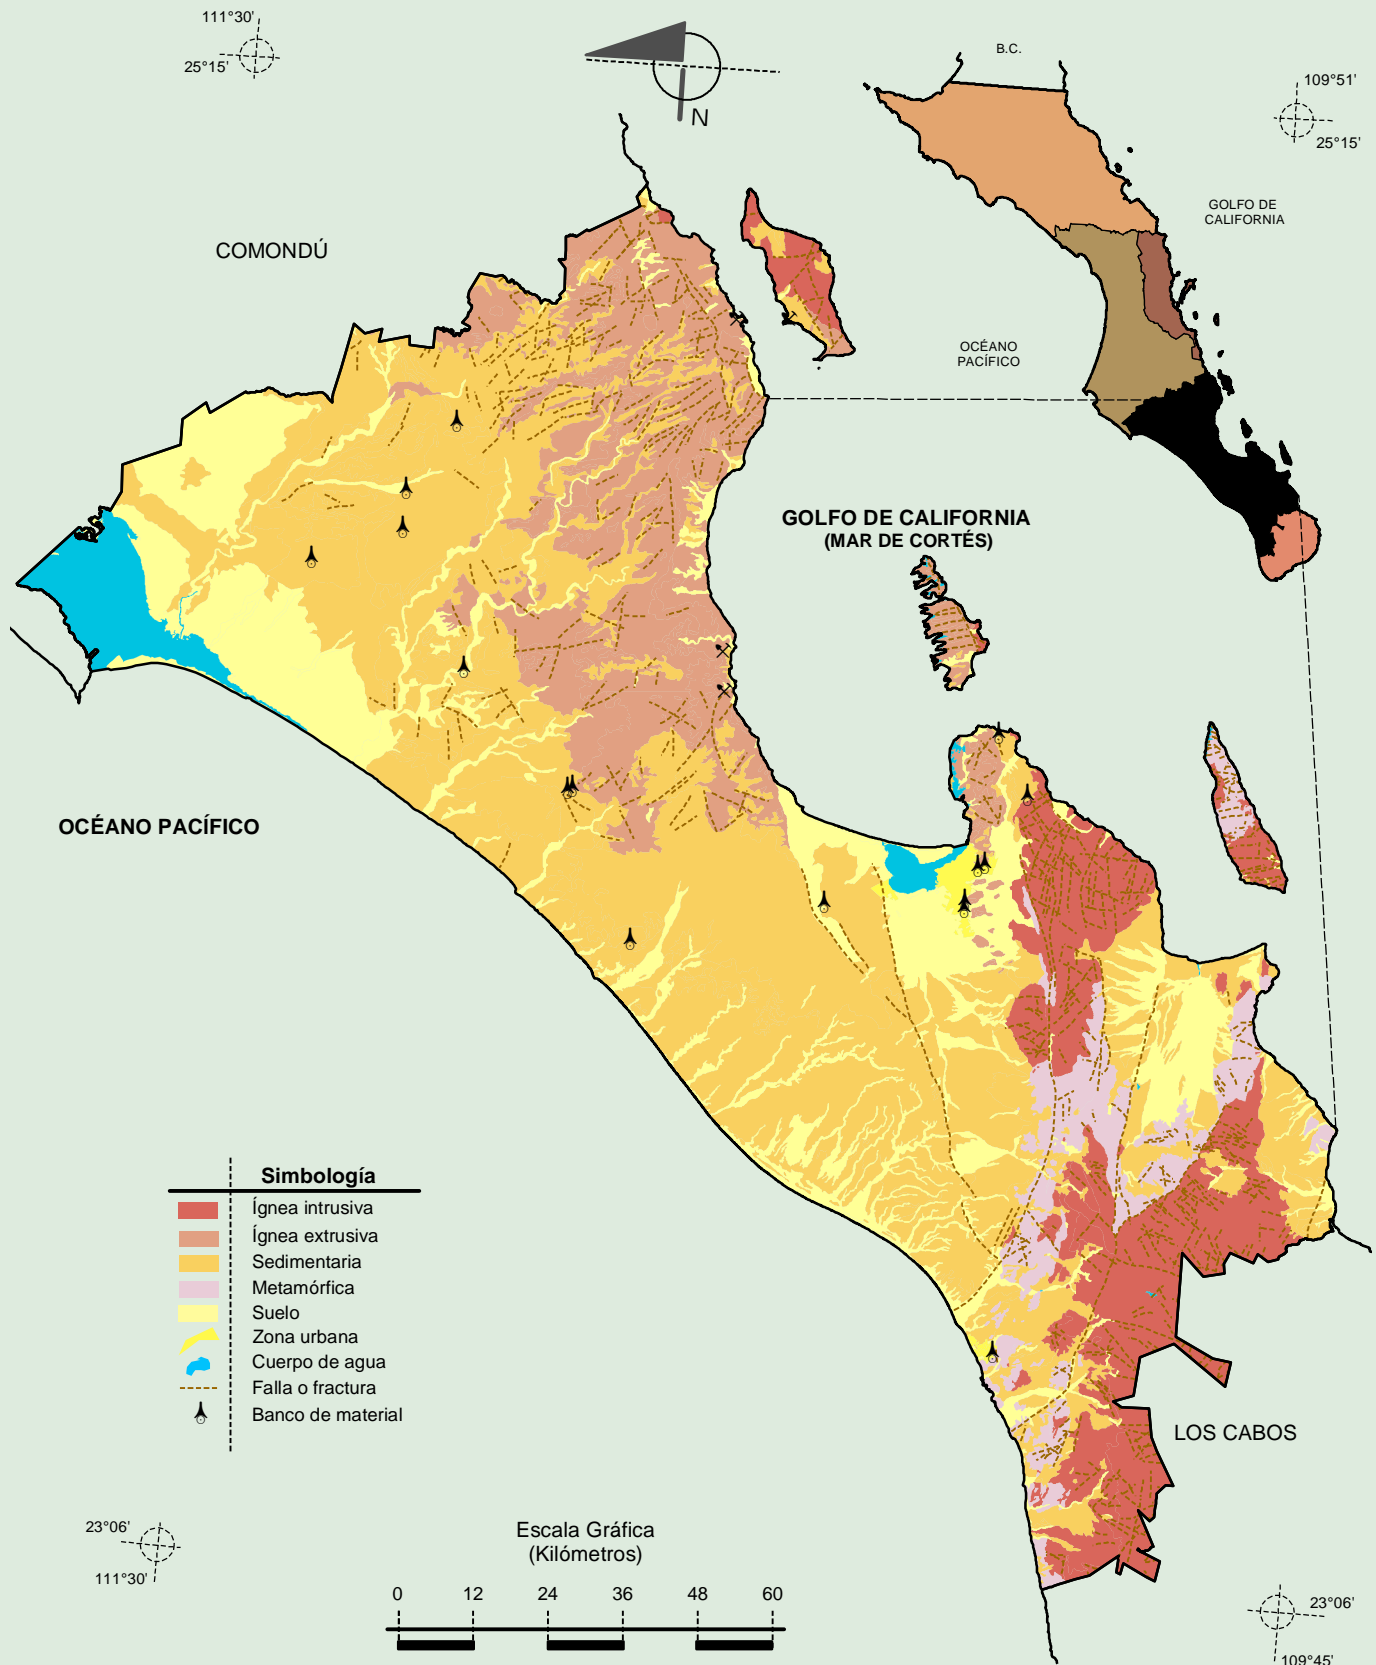 111°30'
25°15'
N
B.C.
109°51'
25°15'
GOLFO DE
CALIFORNIA
COMONDÚ
OCÉANO
PACÍFICO
GOLFO DE CALIFORNIA
(MAR DE CORTÉS)
OCÉANO PACÍFICO
Simbología
Ígnea intrusiva
Ígnea extrusiva
Sedimentaria
Metamórfica
Suelo
Zona urbana
Cuerpo de agua
Falla o fractura
Banco de material
LOS CABOS
23°06'
111°30'
Escala Gráfica
(Kilómetros)
0 12 24 36 48 60
23°06'
109°45'